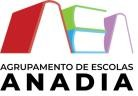 AGRUPAMENTO DE ESCOLAS
ANADIA